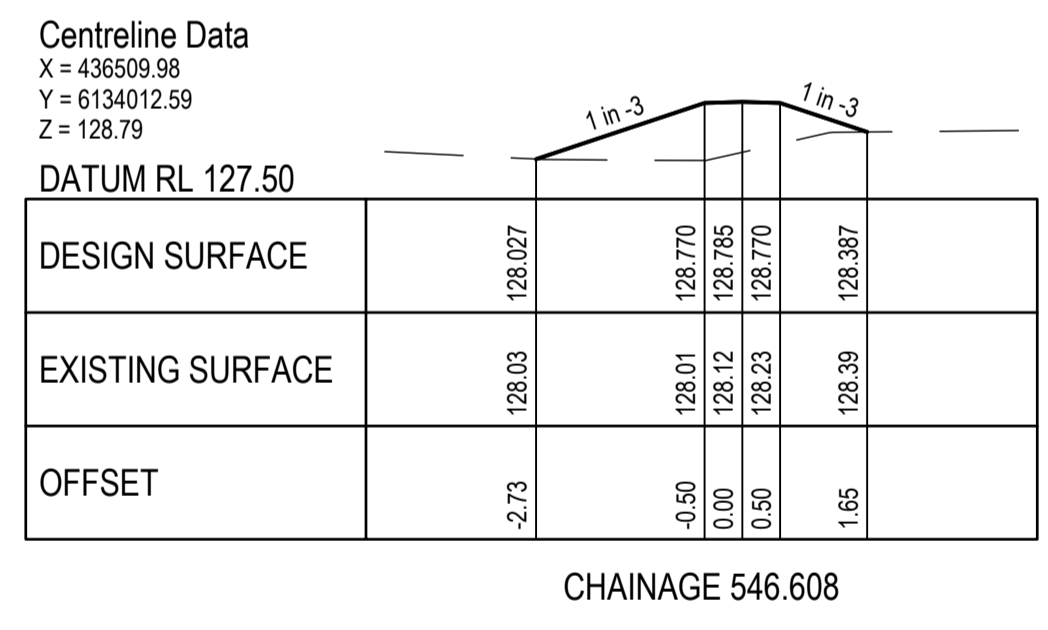 Centreline Data
X = 436509.98
Y = 6134012.59
Z = 128.79
1 in -3
1 in -3
DATUM RL 127.50
DESIGN SURFACE 128.027 128.770 128.785 128.770 128.387
EXISTING SURFACE 128.03 128.01 128.12 128.23 128.39
OFFSET -2.73 -0.50 0.00 0.50 1.65
CHAINAGE 546.608